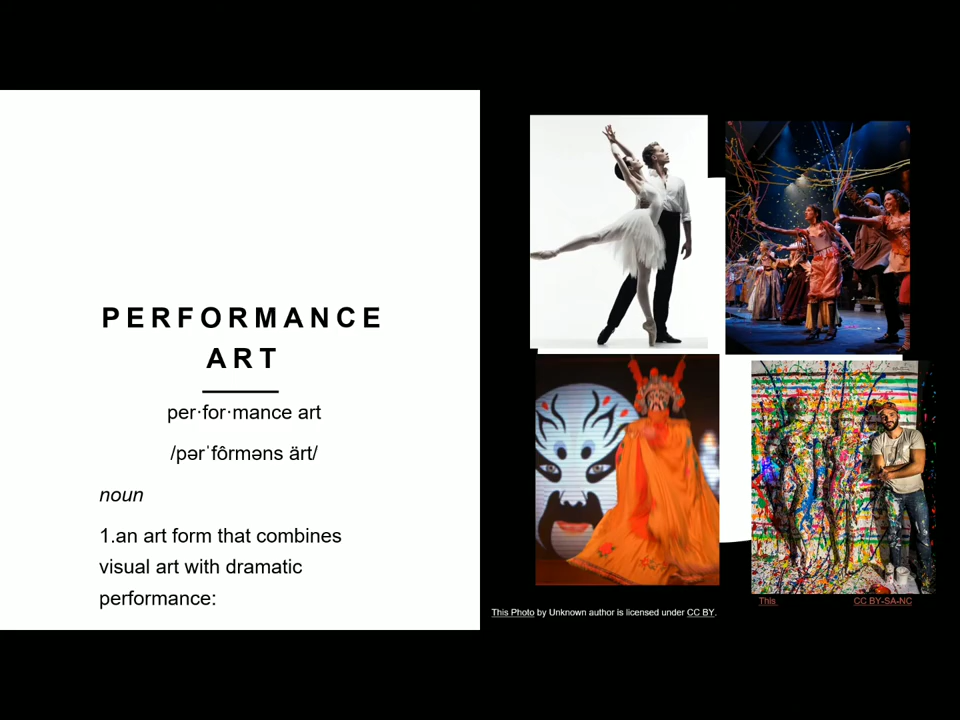 PERFORMANCE
ART
per·for·mance art
/pərˈfôrməns ärt/
noun
1.an art form that combines
visual art with dramatic
performance:
This Photo by Unknown author is licensed under CC BY.
This CC BY-SA-NC